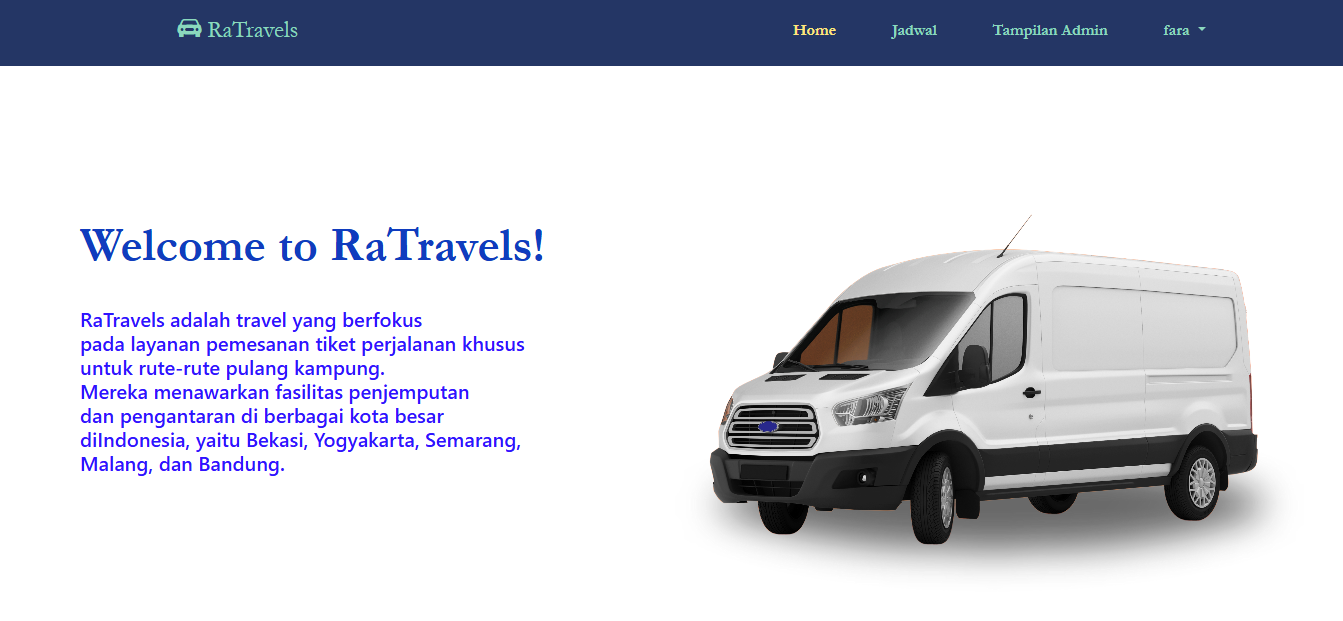 RaTravels
Home Jadwal Tampilan Admin fara
Welcome to RaTravels!
RaTravels adalah travel yang berfokus
pada layanan pemesanan tiket perjalanan khusus
untuk rute-rute pulang kampung.
Mereka menawarkan fasilitas penjemputan
dan pengantaran di berbagai kota besar
diIndonesia, yaitu Bekasi, Yogyakarta, Semarang,
Malang, dan Bandung.